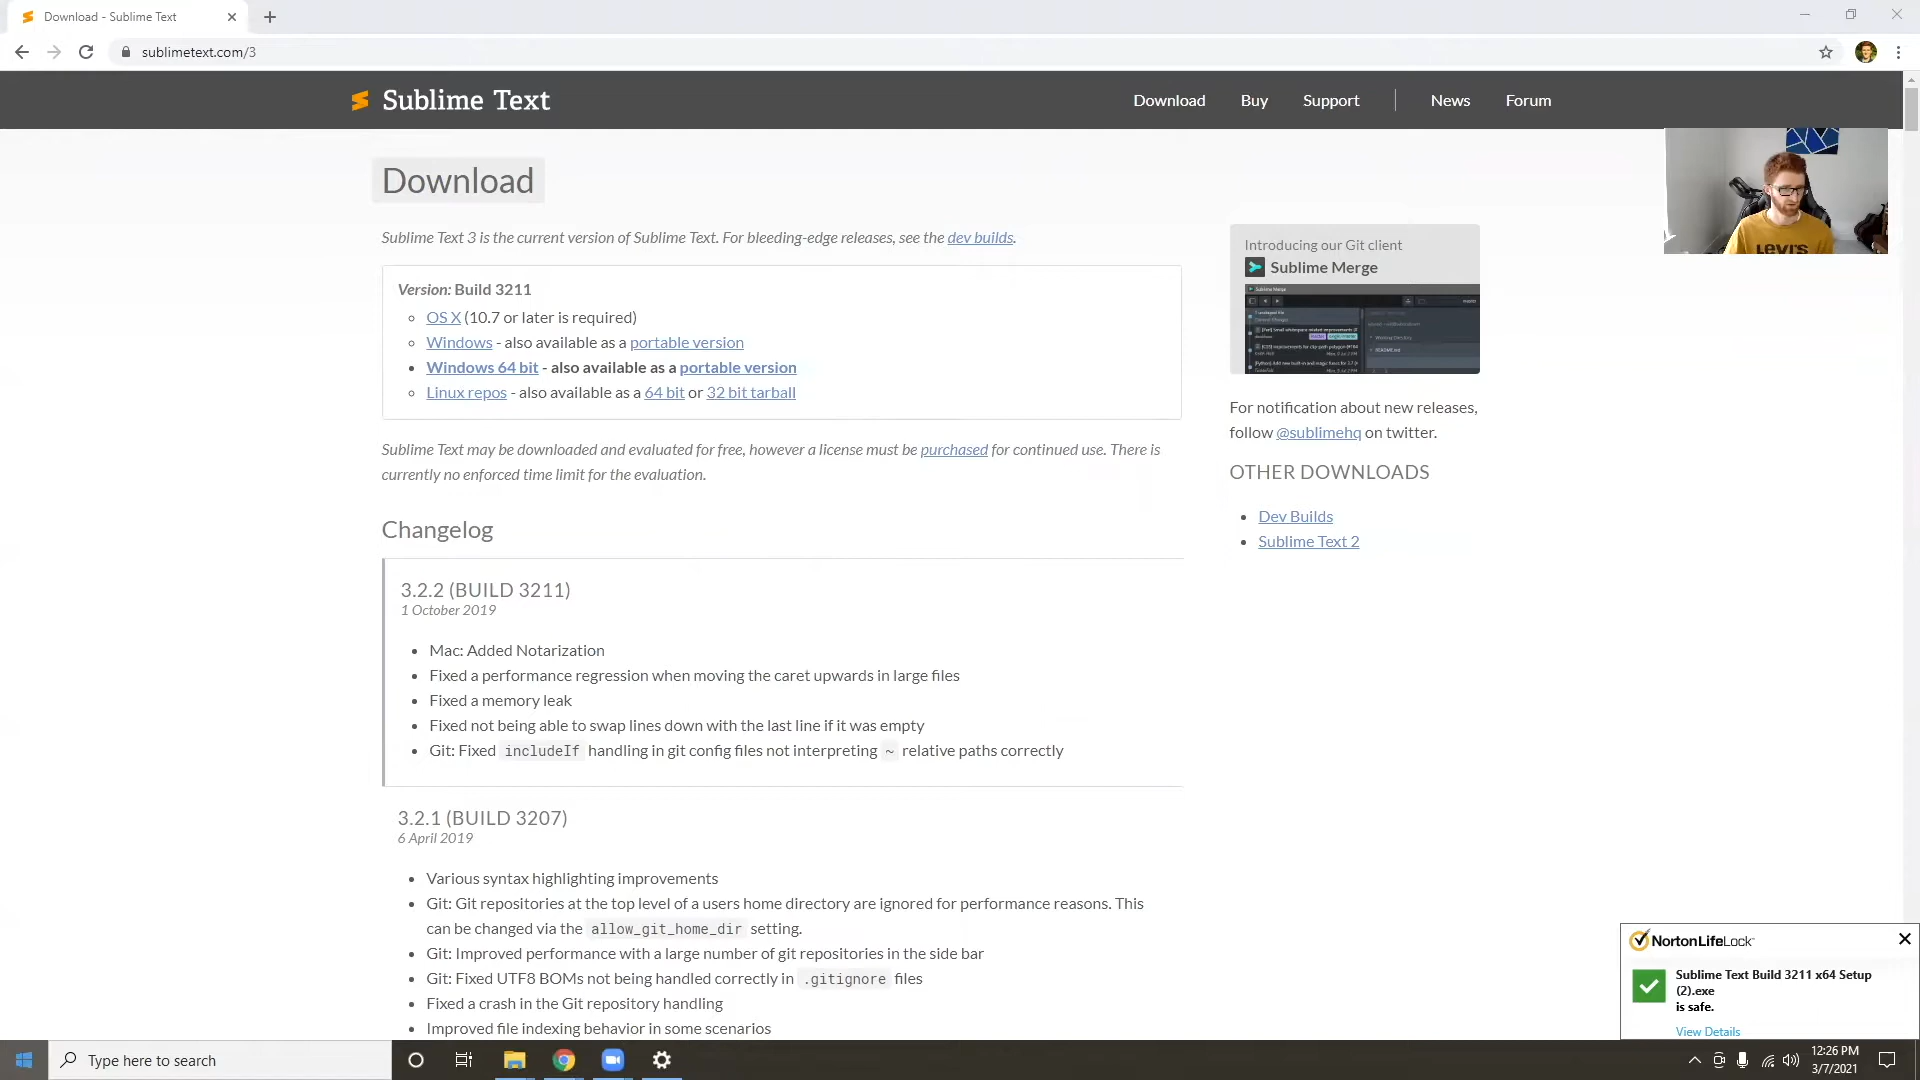 Download - Sublime Text
sublimetext.com/3
Sublime Text
Download Buy Support News Forum
Download
Sublime Text 3 is the current version of Sublime Text. For bleeding-edge releases, see the dev builds.
Version: Build 3211
OS X (10.7 or later is required)
Windows - also available as a portable version
Windows 64 bit - also available as a portable version
Linux repos - also available as a 64 bit or 32 bit tarball
Sublime Text may be downloaded and evaluated for free, however a license must be purchased for continued use. There is
currently no enforced time limit for the evaluation.
Changelog
3.2.2 (BUILD 3211)
1 October 2019
Mac: Added Notarization
Fixed a performance regression when moving the caret upwards in large files
Fixed a memory leak
Fixed not being able to swap lines down with the last line if it was empty
Git: Fixed includeIf handling in git config files not interpreting ~ relative paths correctly
3.2.1 (BUILD 3207)
6 April 2019
Various syntax highlighting improvements
Git: Git repositories at the top level of a users home directory are ignored for performance reasons. This
can be changed via the allow_git_home_dir setting.
Git: Improved performance with a large number of git repositories in the side bar
Git: Fixed UTF8 BOMs not being handled correctly in .gitignore files
Fixed a crash in the Git repository handling
Improved file indexing behavior in some scenarios
Introducing our Git client
Sublime Merge
Sublime Merge
For notification about new releases,
follow @sublimehq on twitter.
OTHER DOWNLOADS
Dev Builds
Sublime Text 2
LEVI'S
NortonLifeLock
Sublime Text Build 3211 x64 Setup
(2).exe
is safe.
View Details
Type here to search
12:26 PM
3/7/2021